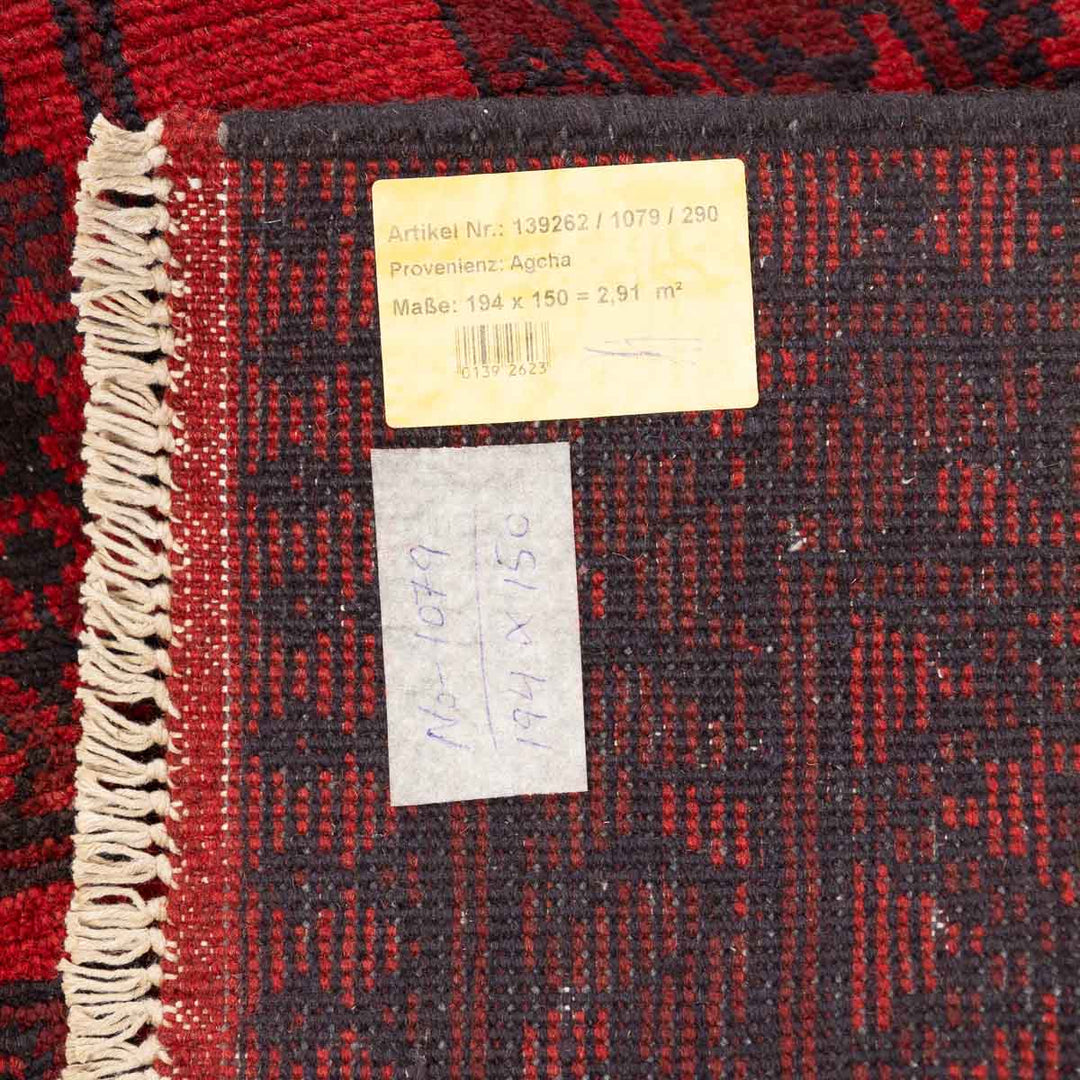 Artikel Nr.: 139262 / 1079 / 290
Provenienz: Agcha
Maße: 194 x 150 = 2,91 m²
0139 2623
No-1079
194 x 150